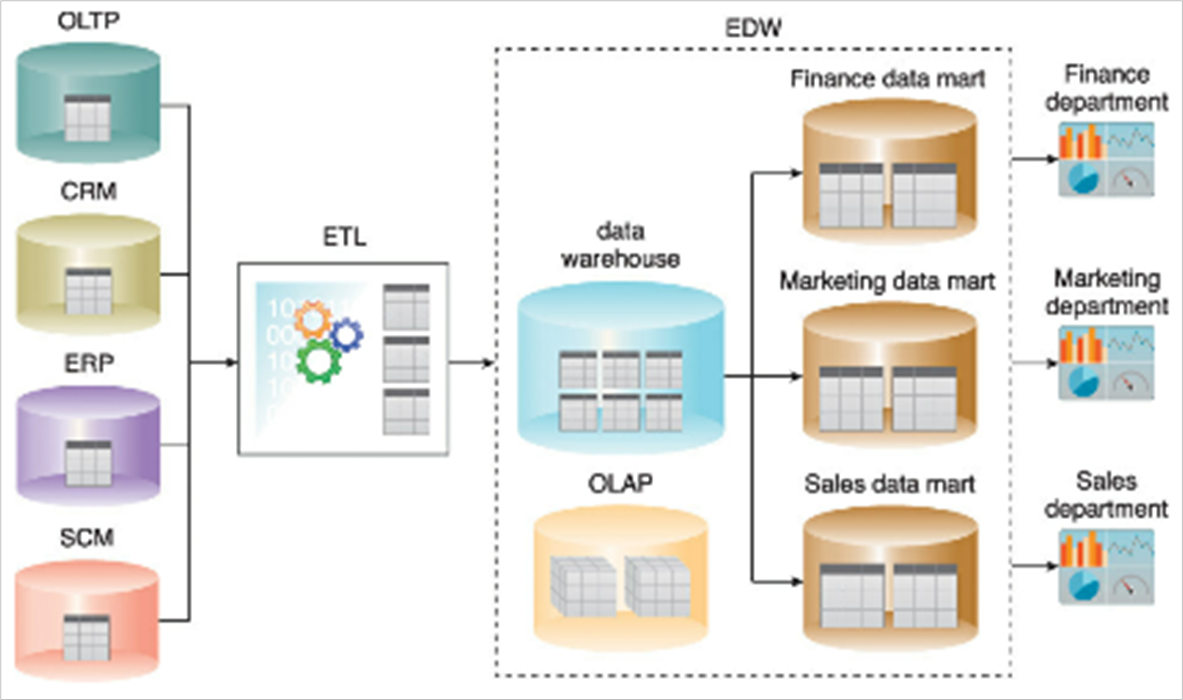 OLTP
CRM
ERP
SCM
ETL
EDW
data
warehouse
OLAP
Finance data mart
Marketing data mart
Sales data mart
Finance
department
Marketing
department
Sales
department